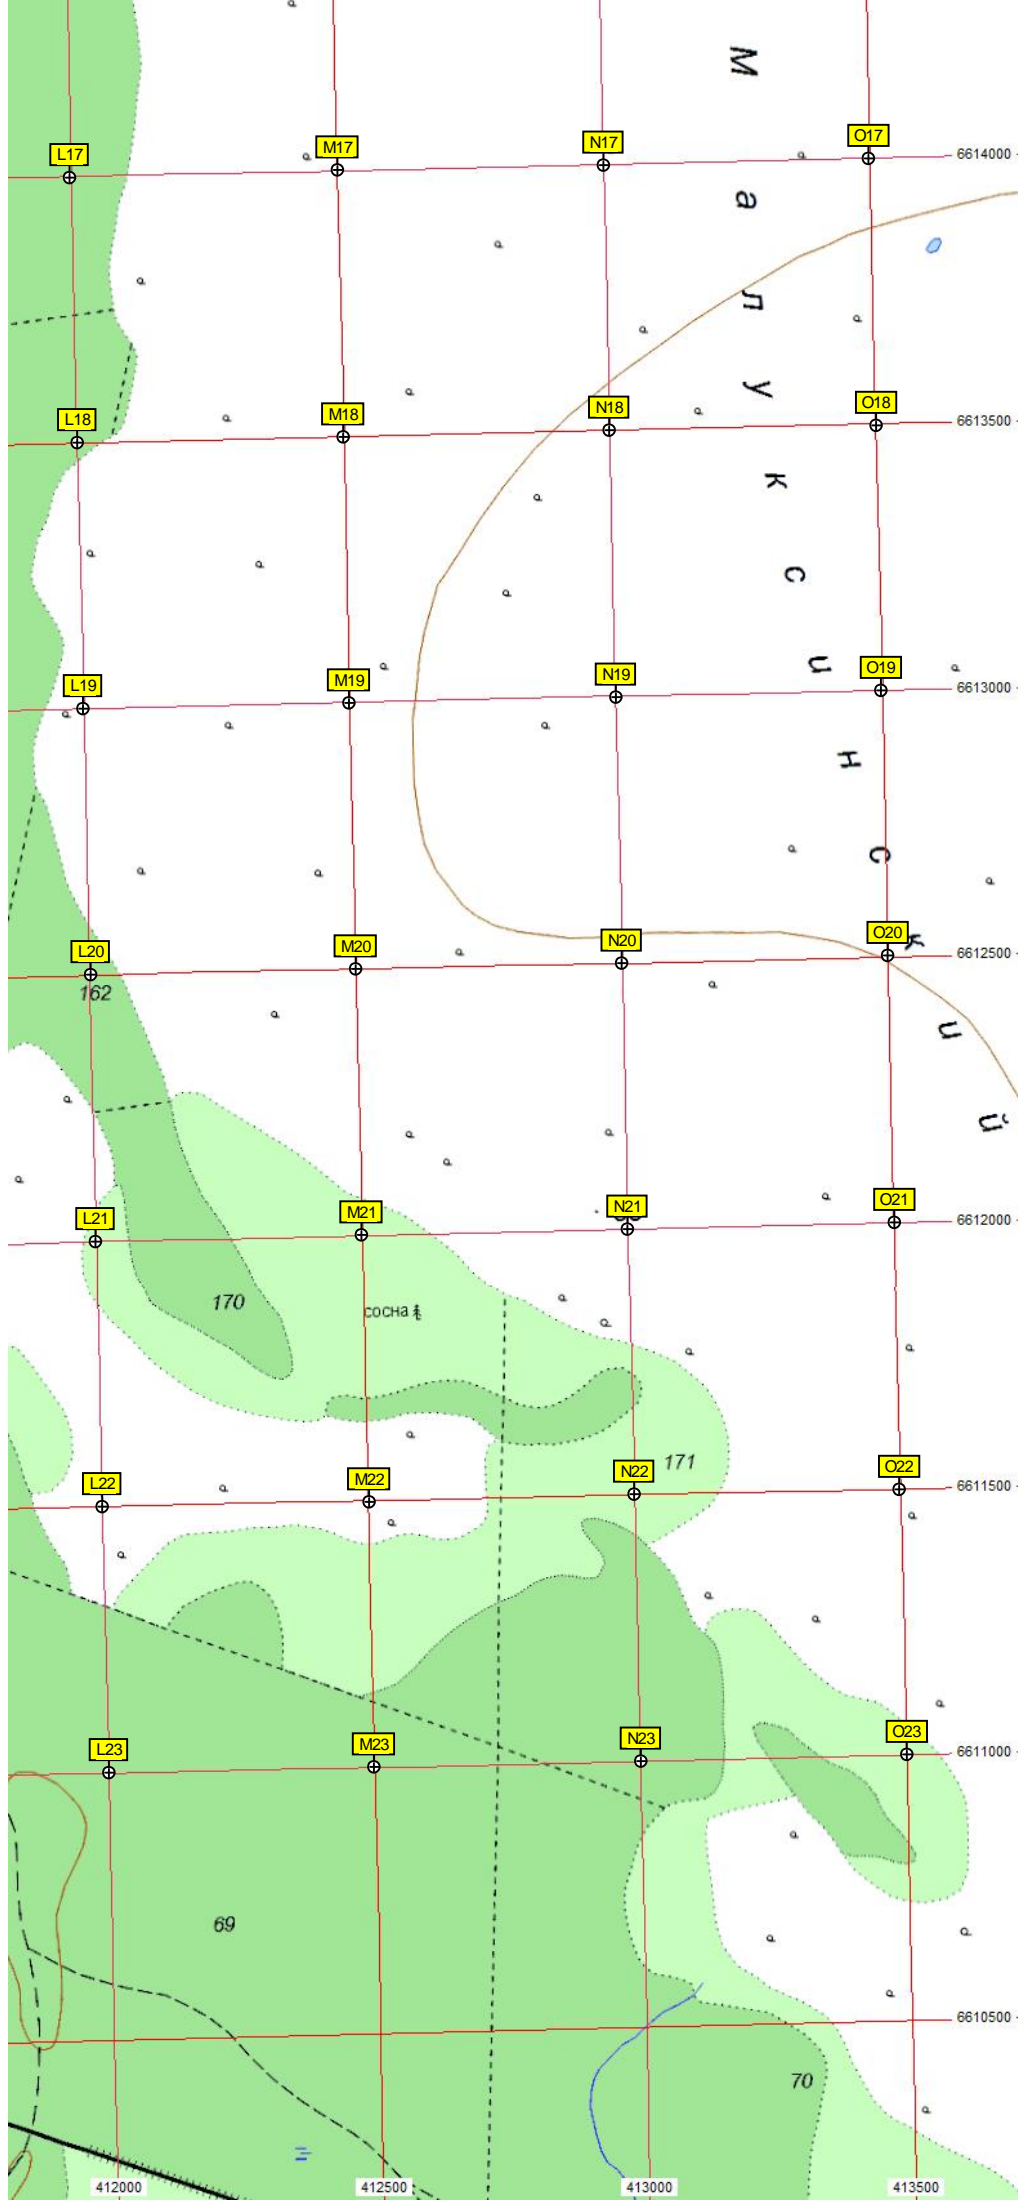 М
L17 M17 N17 O17 6614000
а
л
у
L18 M18 N18 O18 6613500
к
с
и
L19 M19 N19 O19 6613000
н
с
L20 M20 N20 O20 к 6612500
162
и
й
L21 M21 N21 O21 6612000
170 сосна
171
L22 M22 N22 O22 6611500
L23 M23 N23 O23 6611000
69
6610500
70
412000 412500 413000 413500